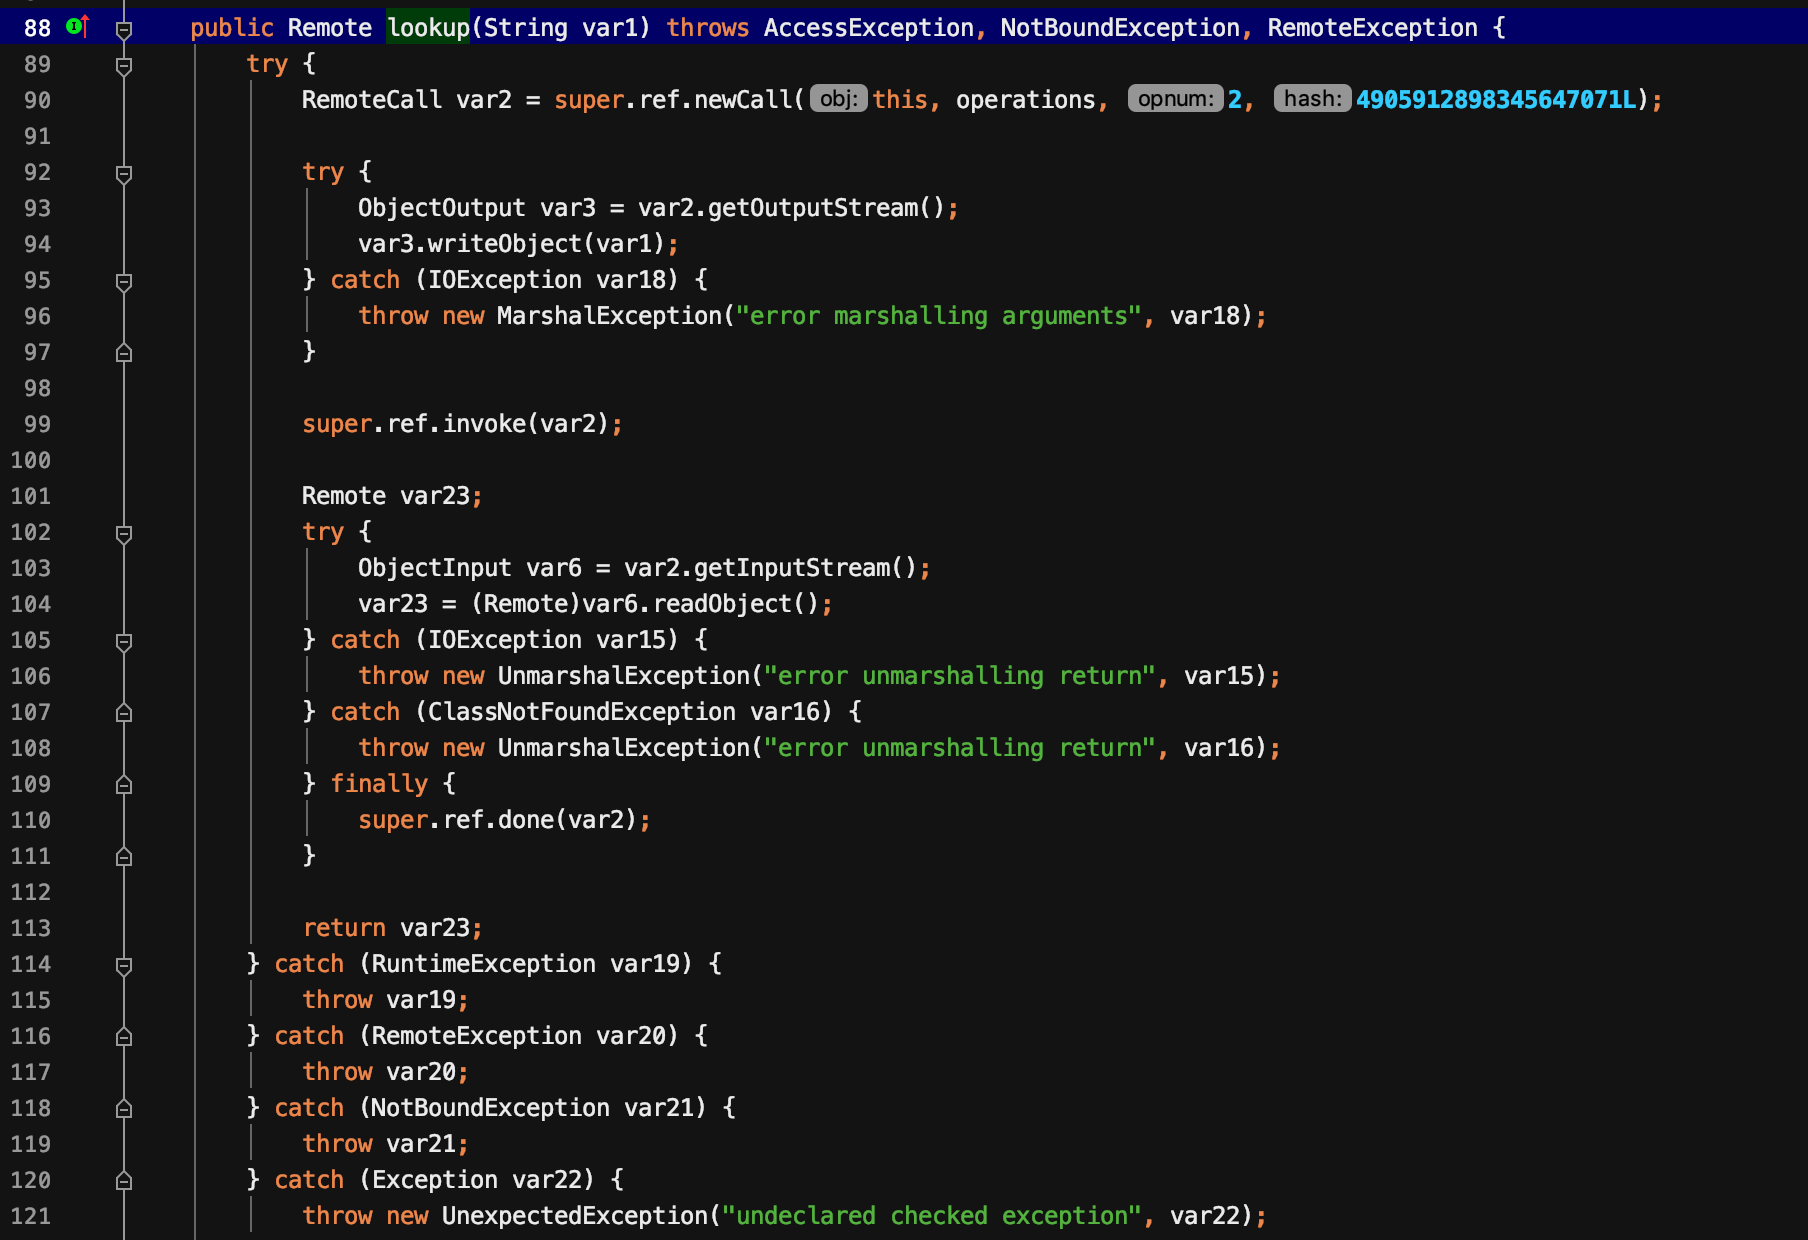 88 public Remote lookup(String var1) throws AccessException, NotBoundException, RemoteException {
89 try {
90 RemoteCall var2 = super.ref.newCall( obj: this, operations, opnum: 2, hash: 4905912898345647071L);
91
92 try {
93 ObjectOutput var3 = var2.getOutputStream();
94 var3.writeObject(var1);
95 } catch (IOException var18) {
96 throw new MarshalException("error marshalling arguments", var18);
97 }
98
99 super.ref.invoke(var2);
100
101 Remote var23;
102 try {
103 ObjectInput var6 = var2.getInputStream();
104 var23 = (Remote)var6.readObject();
105 } catch (IOException var15) {
106 throw new UnmarshalException("error unmarshalling return", var15);
107 } catch (ClassNotFoundException var16) {
108 throw new UnmarshalException("error unmarshalling return", var16);
109 } finally {
110 super.ref.done(var2);
111 }
112
113 return var23;
114 } catch (RuntimeException var19) {
115 throw var19;
116 } catch (RemoteException var20) {
117 throw var20;
118 } catch (NotBoundException var21) {
119 throw var21;
120 } catch (Exception var22) {
121 throw new UnexpectedException("undeclared checked exception", var22);